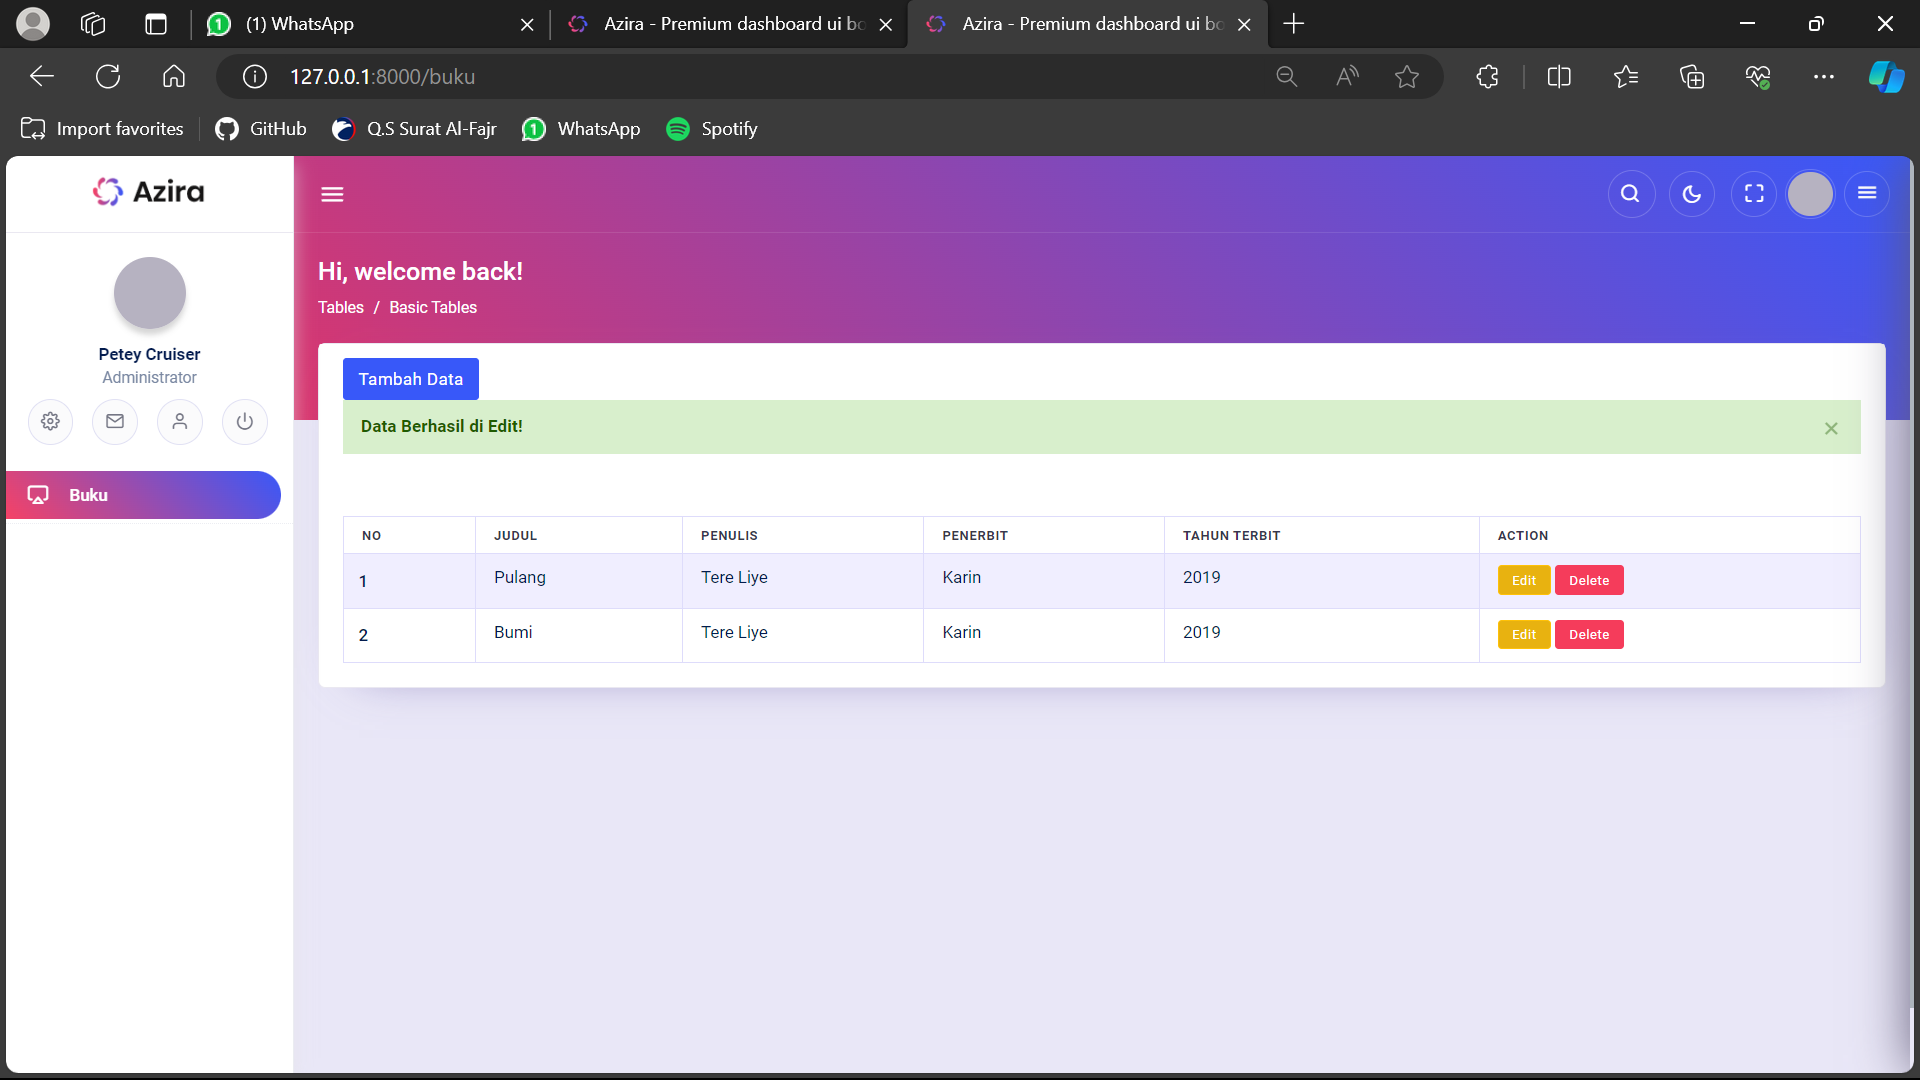 (1) WhatsApp
Azira - Premium dashboard ui bo
Azira - Premium dashboard ui bo
127.0.0.1:8000/buku
Import favorites
GitHub
Q.S Surat Al-Fajr
1 WhatsApp
Spotify
Azira
Hi, welcome back!
Tables / Basic Tables
Petey Cruiser
Administrator
Buku
Tambah Data
Data Berhasil di Edit!
NO JUDUL PENULIS PENERBIT TAHUN TERBIT ACTION
1 Pulang Tere Liye Karin 2019 Edit Delete
2 Bumi Tere Liye Karin 2019 Edit Delete